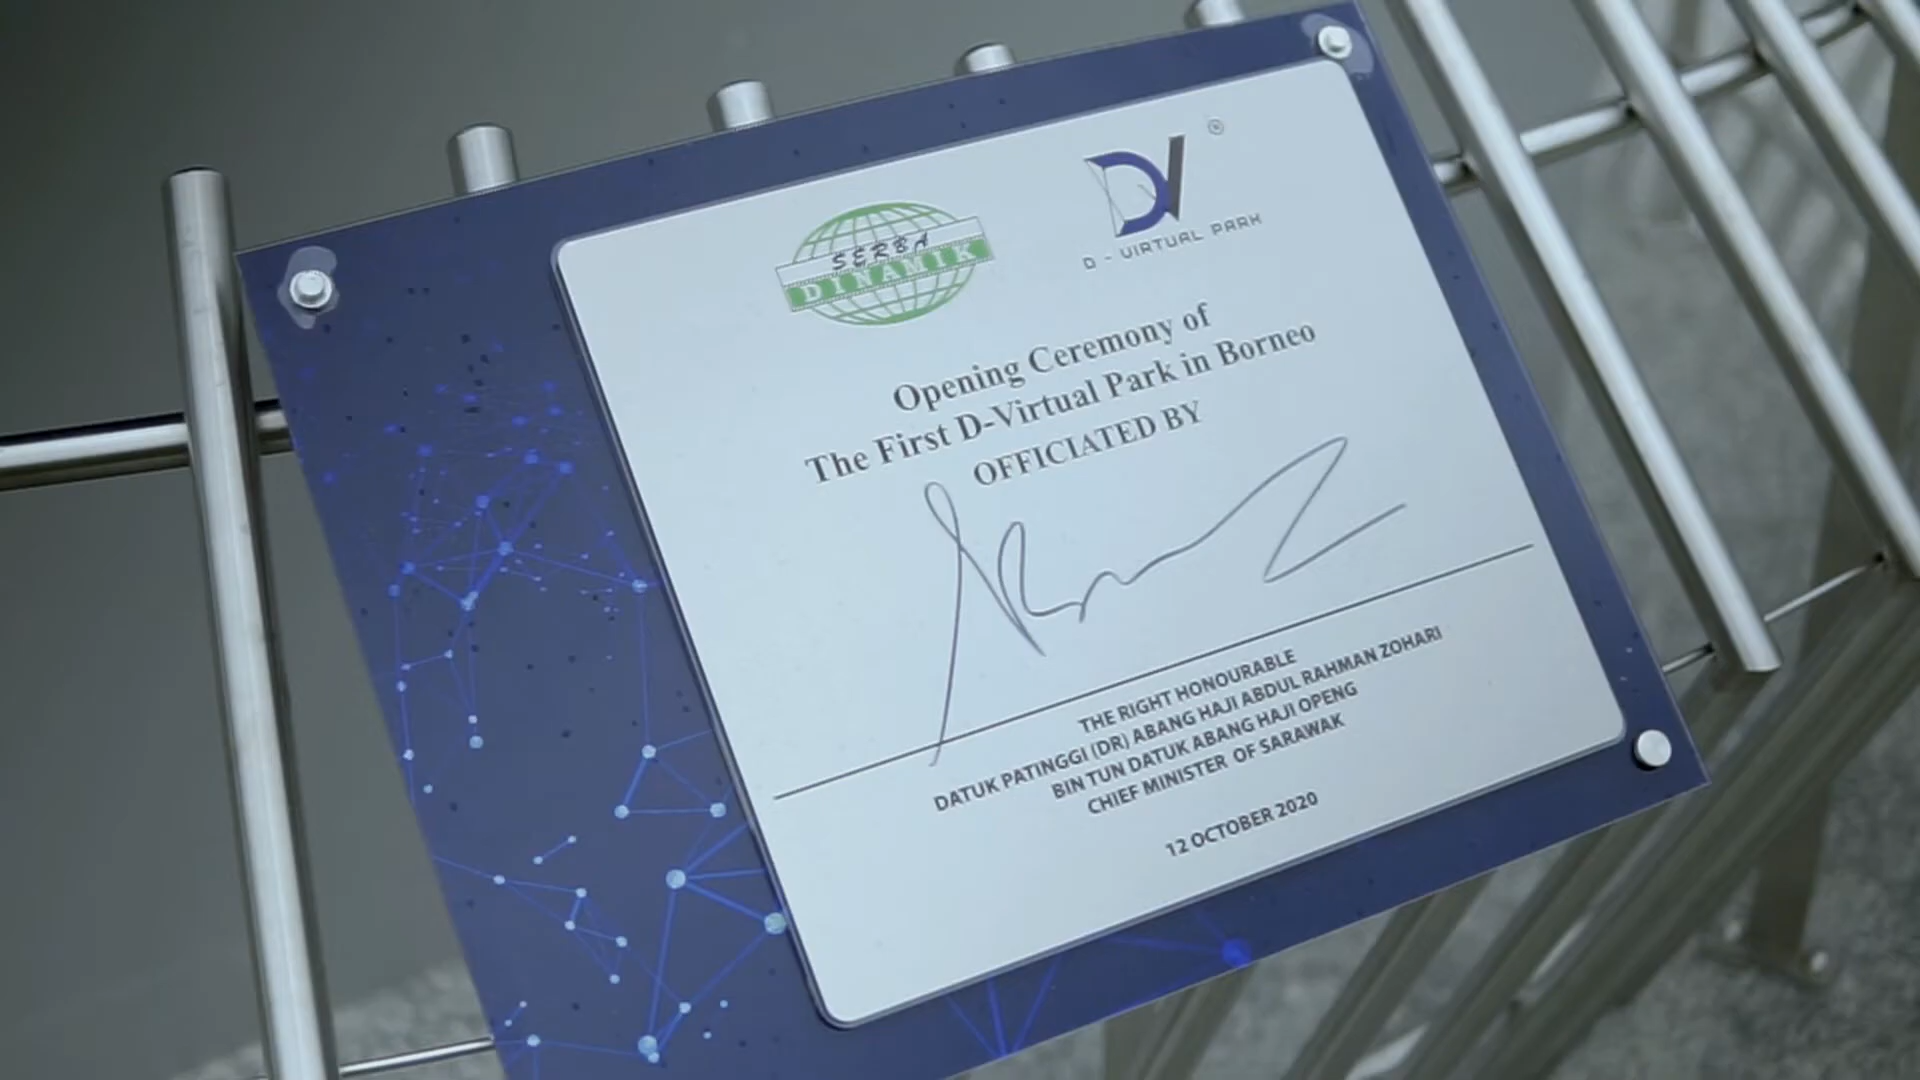 SERBA
DINAMIK
DV ®
D - VIRTUAL PARK
Opening Ceremony of
The First D-Virtual Park in Borneo
OFFICIATED BY
THE RIGHT HONOURABLE
DATUK PATINGGI (DR) ABANG HAJI ABDUL RAHMAN ZOHARI
BIN TUN DATUK ABANG HAJI OPENG
CHIEF MINISTER OF SARAWAK
12 OCTOBER 2020